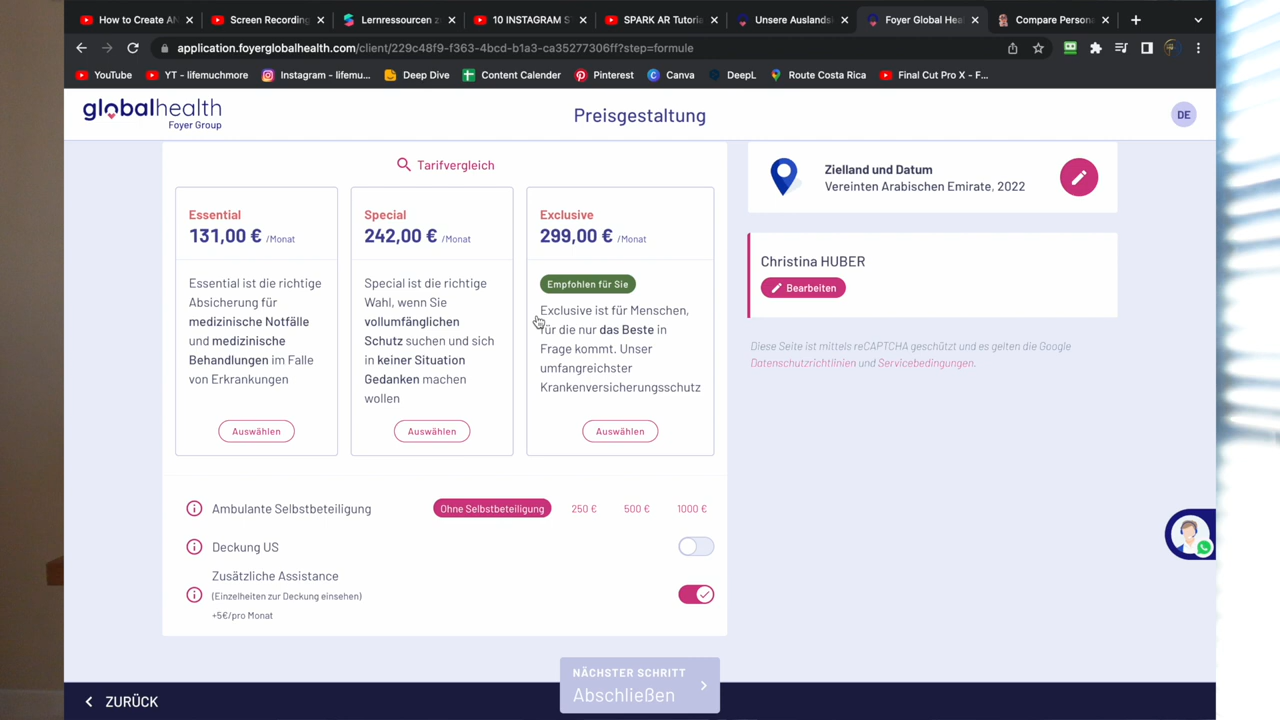 How to Create AN
Screen Recording
Lernressourcen z
10 INSTAGRAM S
SPARK AR Tutoria
Unsere Auslands
Foyer Global Hea
Compare Persona
application.foyerglobalhealth.com/client/229c48f9-f363-4bcd-b1a3-ca35277306ff?step=formule
YouTube
YT - lifemuchmore
Instagram - lifemu...
Deep Dive
Content Calender
Pinterest
Canva
DeepL
Route Costa Rica
Final Cut Pro X - F...
globalhealth
Foyer Group
Preisgestaltung
DE
Tarifvergleich
Essential
131,00 € /Monat
Essential ist die richtige
Absicherung für
medizinische Notfälle
und medizinische
Behandlungen im Falle
von Erkrankungen
Auswählen
Special
242,00 € /Monat
Special ist die richtige
Wahl, wenn Sie
vollumfänglichen
Schutz suchen und sich
in keiner Situation
Gedanken machen
wollen
Auswählen
Exclusive
299,00 € /Monat
Empfohlen für Sie
Exclusive ist für Menschen,
für die nur das Beste in
Frage kommt. Unser
umfangreichster
Krankenversicherungsschutz
Auswählen
Zielland und Datum
Vereinten Arabischen Emirate, 2022
Christina HUBER
Bearbeiten
Diese Seite ist mittels reCAPTCHA geschützt und es gelten die Google
Datenschutzrichtlinien und Servicebedingungen.
Ambulante Selbstbeteiligung
Ohne Selbstbeteiligung
250 €
500 €
1000 €
Deckung US
Zusätzliche Assistance
(Einzelheiten zur Deckung einsehen)
+5€/pro Monat
NÄCHSTER SCHRITT
Abschließen
ZURÜCK